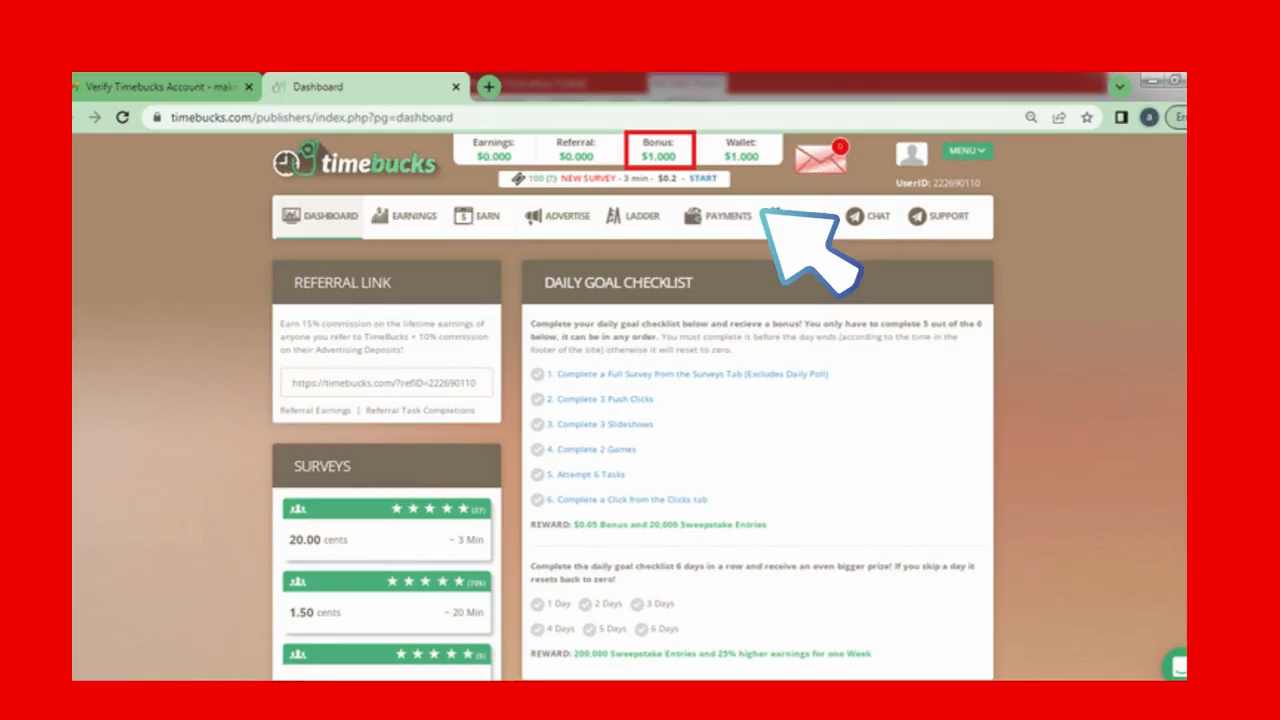 Verify Timebucks Account - mak
Dashboard
timebucks.com/publishers/index.php?pg=dashboard
a
timebucks
Earnings: Referral: Bonus: Wallet:
$0.000 $0.000 $1.000 $1.000
0
MENU
100 (?) NEW SURVEY - 3 min - $0.2 - START
UserID: 222690110
DASHBOARD EARNINGS EARN ADVERTISE LADDER PAYMENTS CHAT SUPPORT
REFERRAL LINK
Earn 15% commission on the lifetime earnings of
anyone you refer to TimeBucks + 10% commission
on their Advertising Deposits!
https://timebucks.com/?refID=222690110
Referral Earnings | Referral Task Completions
SURVEYS
(27)
20.00 cents ~ 3 Min
(795)
1.50 cents ~ 20 Min
(5)
DAILY GOAL CHECKLIST
Complete your daily goal checklist below and recieve a bonus! You only have to complete 5 out of the 6
below, it can be in any order. You must complete it before the day ends (according to the time in the
footer of the site) otherwise it will reset to zero.
1. Complete a Full Survey from the Surveys Tab (Excludes Daily Poll)
2. Complete 3 Push Clicks
3. Complete 3 Slideshows
4. Complete 2 Games
5. Attempt 6 Tasks
6. Complete a Click from the Clicks tab
REWARD: $0.05 Bonus and 20,000 Sweepstake Entries
Complete the daily goal checklist 6 days in a row and receive an even bigger prize! If you skip a day it
resets back to zero!
1 Day 2 Days 3 Days
4 Days 5 Days 6 Days
REWARD: 200,000 Sweepstake Entries and 25% higher earnings for one Week